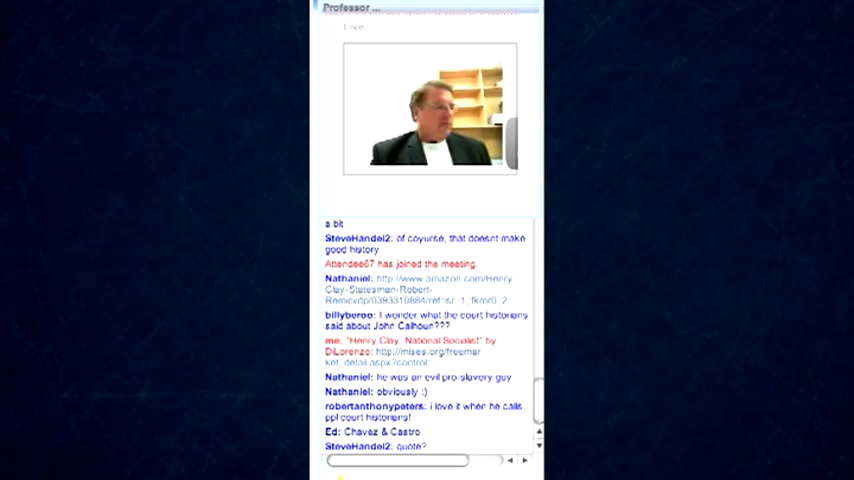 Professor ...
Live
a bit
SteveHandel2: of coyurse, that doesnt make
good history
Attendee67 has joined the meeting.
Nathaniel: http://www.amazon.com/Henry
Clay-Statesman-Robert-
Remini/dp/0393310884/ref=sr_1_fkmr0_2
billyberoo: I wonder what the court historians
said about John Calhoun???
me: "Henry Clay: National Socialist" by
DiLorenzo: http://mises.org/freemar
ket_detail.aspx?control=
Nathaniel: he was an evil pro-slavery guy
Nathaniel: obviously :)
robertanthonypeters: i love it when he calls
ppl court historians!
Ed: Chavez & Castro
SteveHandel2: quote?